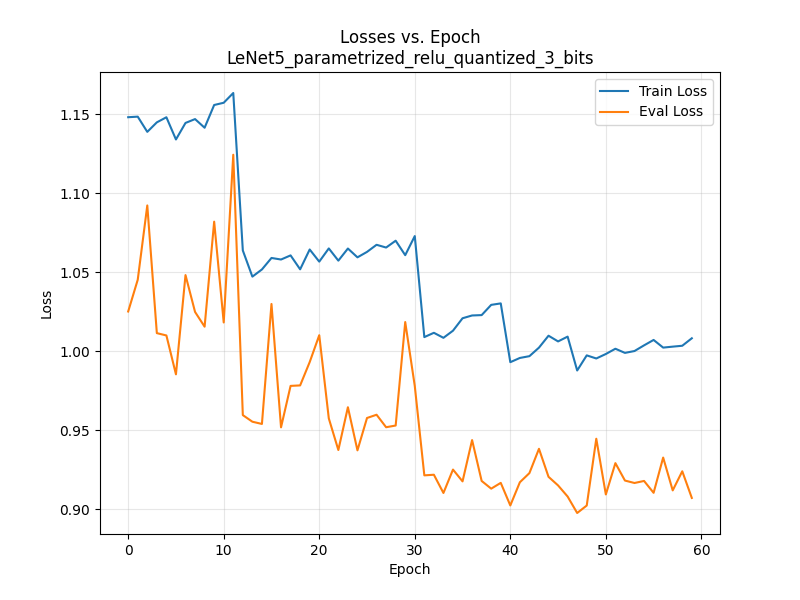 Losses vs. Epoch
LeNet5_parametrized_relu_quantized_3_bits
Train Loss
Eval Loss
1.15
1.10
1.05
1.00
0.95
0.90
Loss
0 10 20 30 40 50 60
Epoch